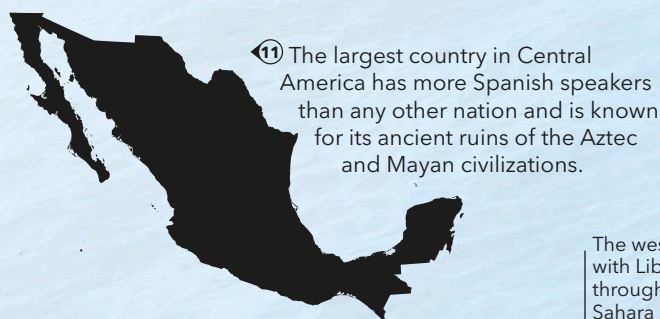 11 The largest country in Central
America has more Spanish speakers
than any other nation and is known
for its ancient ruins of the Aztec
and Mayan civilizations.
The wes
with Lib
through
Sahara